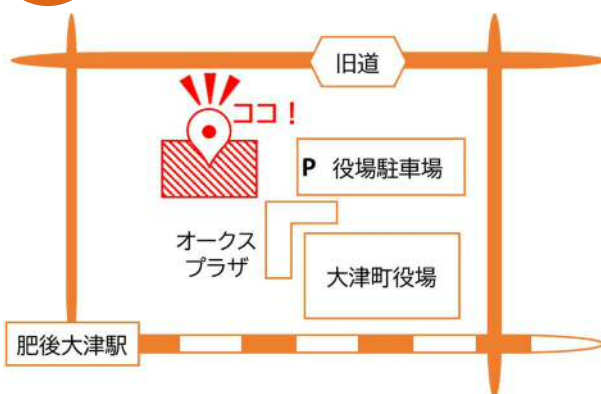 旧道
ココ！
P 役場駐車場
オークス
プラザ
大津町役場
肥後大津駅